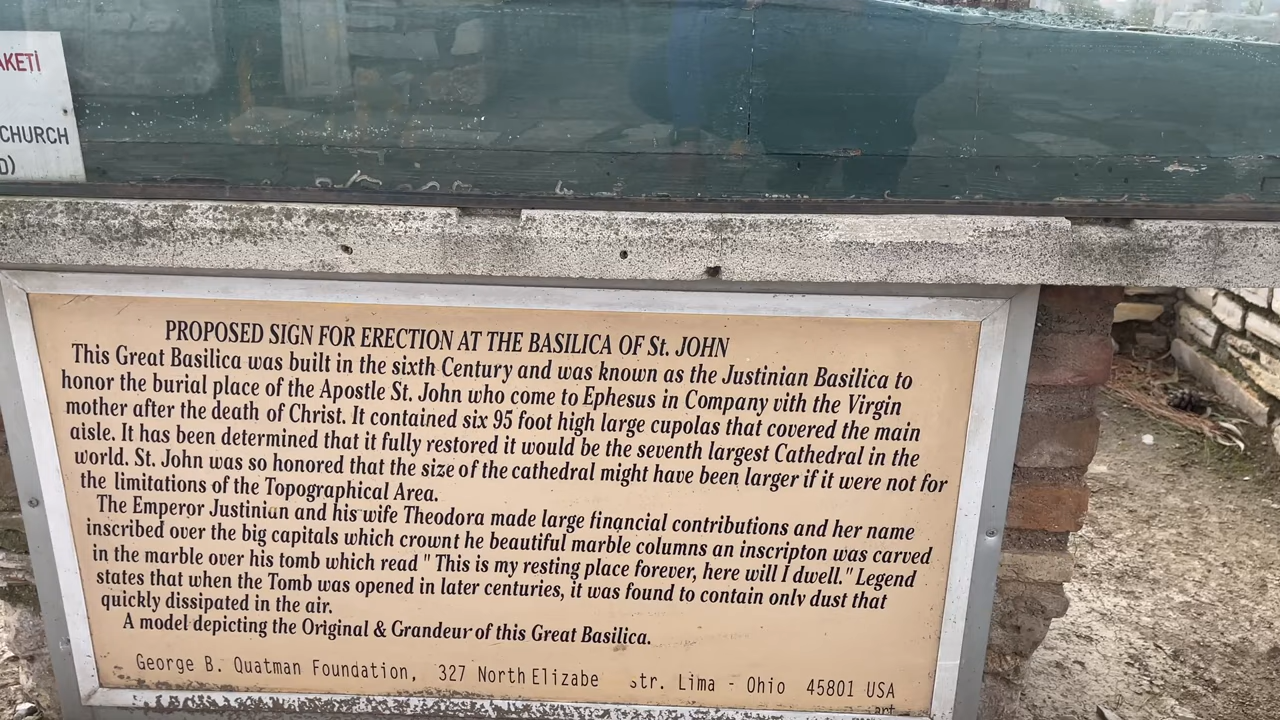 AKETİ
CHURCH
D)
PROPOSED SIGN FOR ERECTION AT THE BASILICA OF St. JOHN
This Great Basilica was built in the sixth Century and was known as the Justinian Basilica to
honor the burial place of the Apostle St. John who come to Ephesus in Company vith the Virgin
mother after the death of Christ. It contained six 95 foot high large cupolas that covered the main
aisle. It has been determined that it fully restored it would be the seventh largest Cathedral in the
world. St. John was so honored that the size of the cathedral might have been larger if it were not for
the limitations of the Topographical Area.
The Emperor Justinian and his wife Theodora made large financial contributions and her name
inscribed over the big capitals which crownt he beautiful marble columns an inscripton was carved
in the marble over his tomb which read " This is my resting place forever, here will I dwell." Legend
states that when the Tomb was opened in later centuries, it was found to contain only dust that
quickly dissipated in the air.
A model depicting the Original & Grandeur of this Great Basilica.
George B. Quatman Foundation, 327 North Elizabe str. Lima - Ohio 45801 USA
art